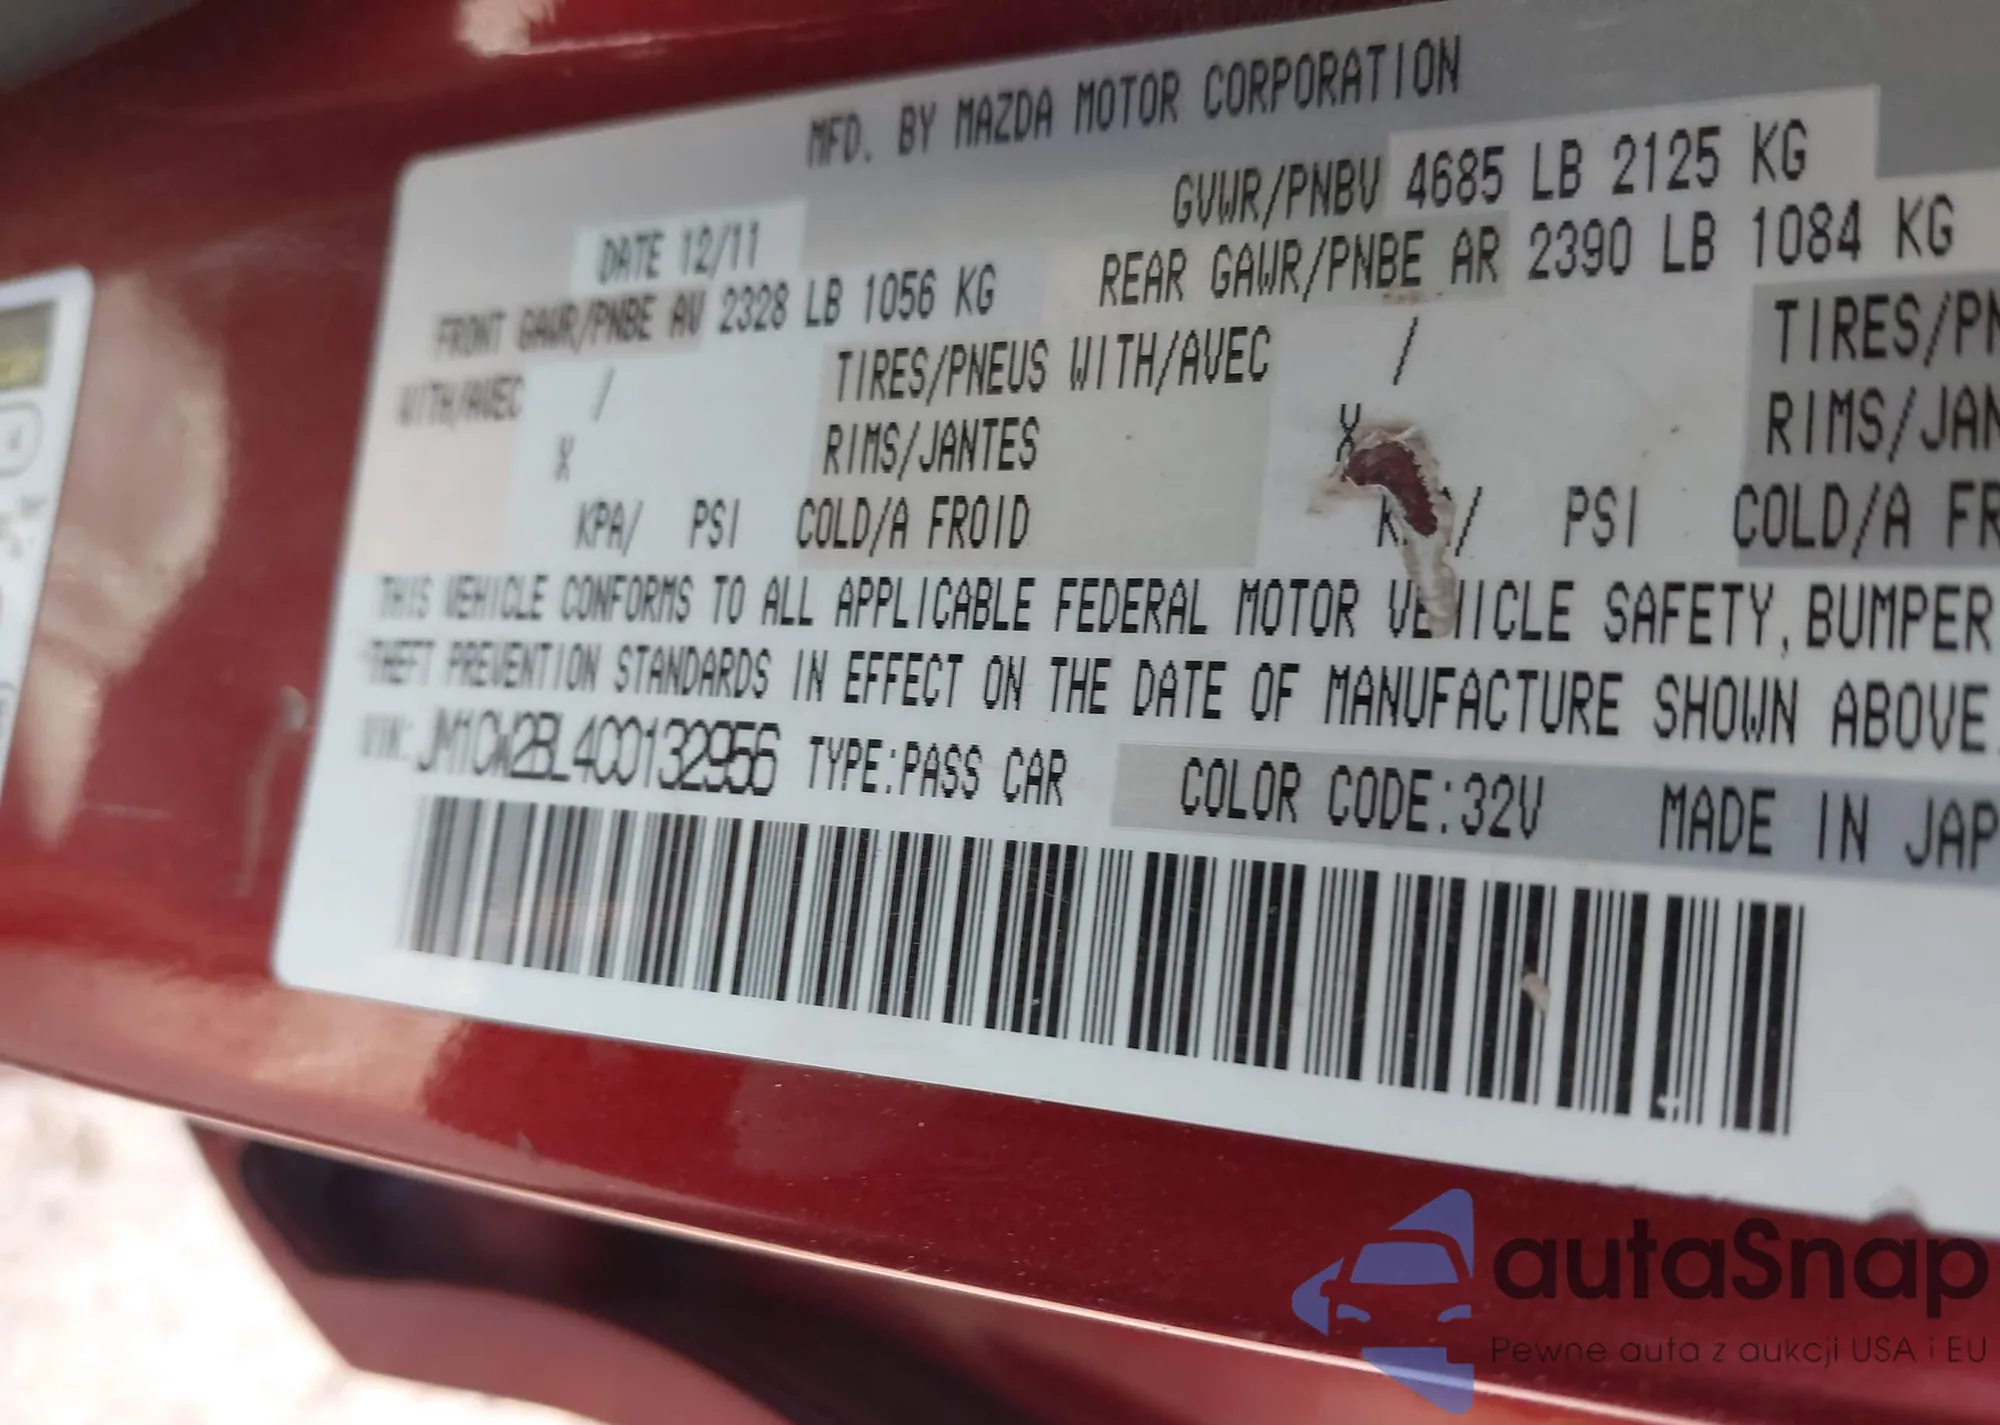 MFD. BY MAZDA MOTOR CORPORATION
GVWR/PNBV 4685 LB 2125 KG
DATE 12/11
FRONT GAWR/PNBE AV 2328 LB 1056 KG
REAR GAWR/PNBE AR 2390 LB 1084 KG
WITH/AVEC / TIRES/PNEUS WITH/AVEC / TIRES/PN
X RIMS/JANTES X RIMS/JAN
KPA/ PSI COLD/A FROID K / PSI COLD/A FR
THIS VEHICLE CONFORMS TO ALL APPLICABLE FEDERAL MOTOR VEHICLE SAFETY, BUMPER
THEFT PREVENTION STANDARDS IN EFFECT ON THE DATE OF MANUFACTURE SHOWN ABOVE.
VIN: JM1CW2BL4C0132956 TYPE:PASS CAR COLOR CODE:32V MADE IN JAP
4
autaSnap
Pewne auta z aukcji USA i EU